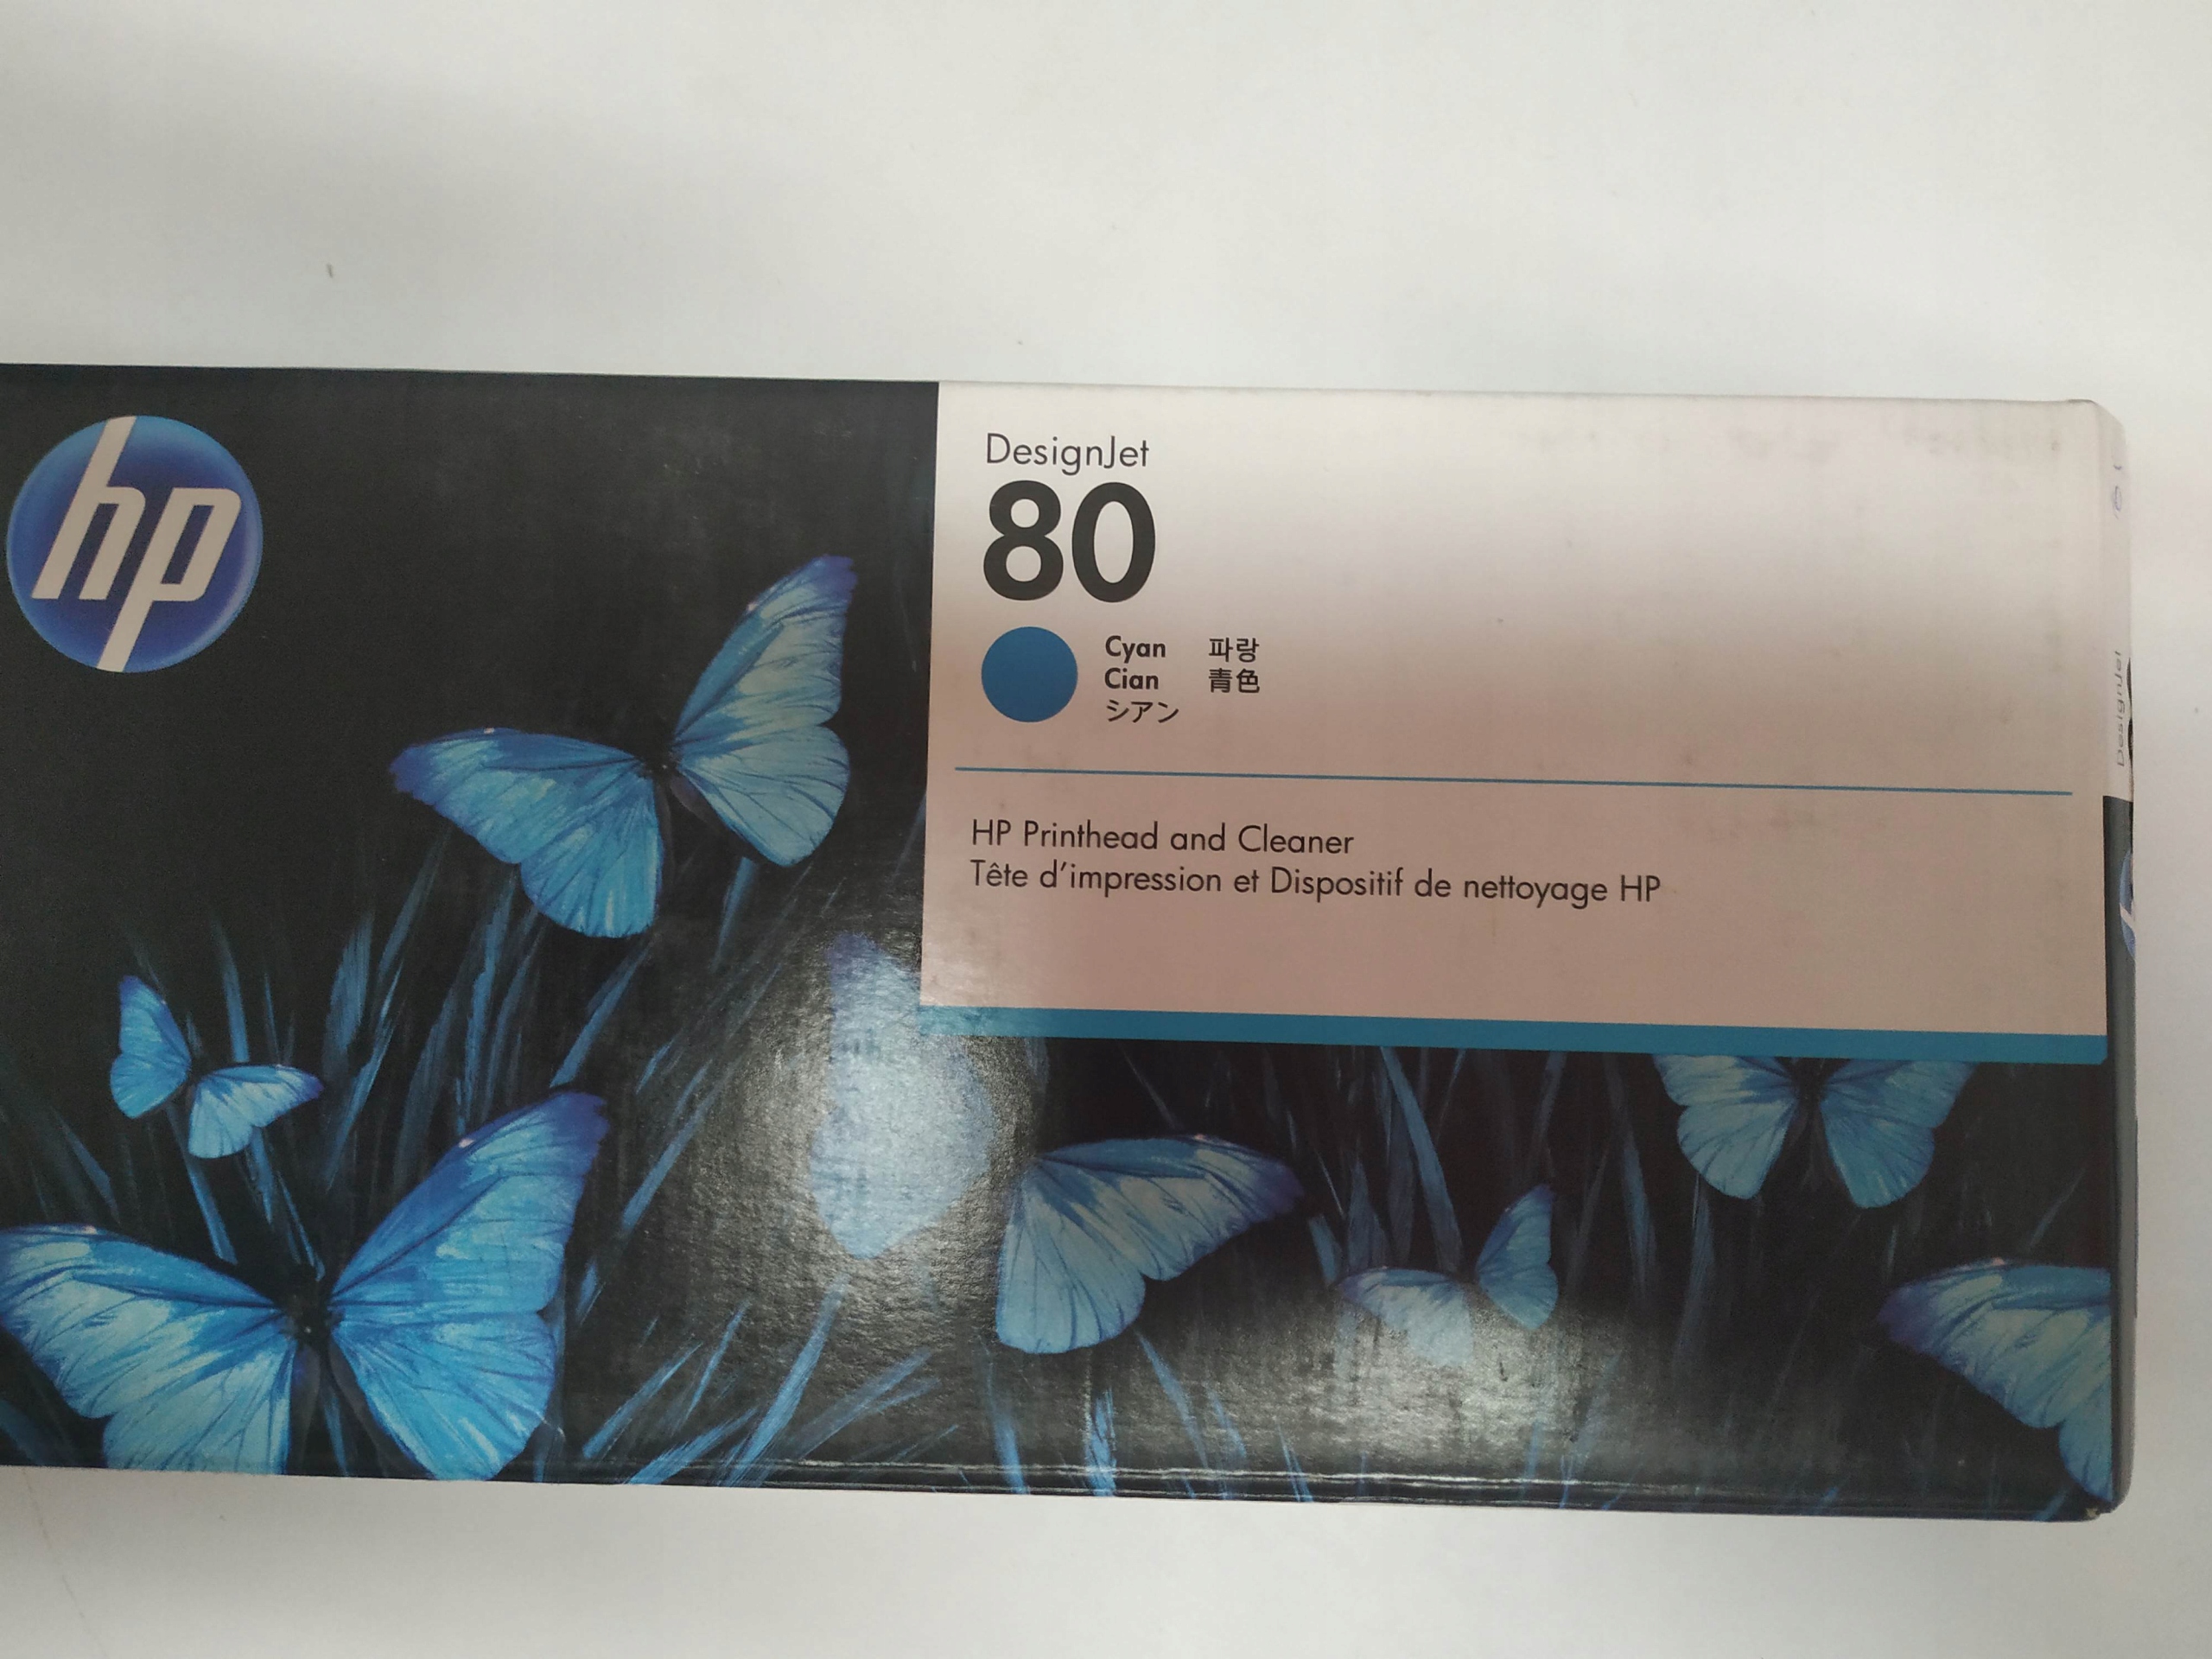 hp
DesignJet
80
Cyan 파랑
Cian 青色
シアン
HP Printhead and Cleaner
Tête d'impression et Dispositif de nettoyage HP
DesignJet